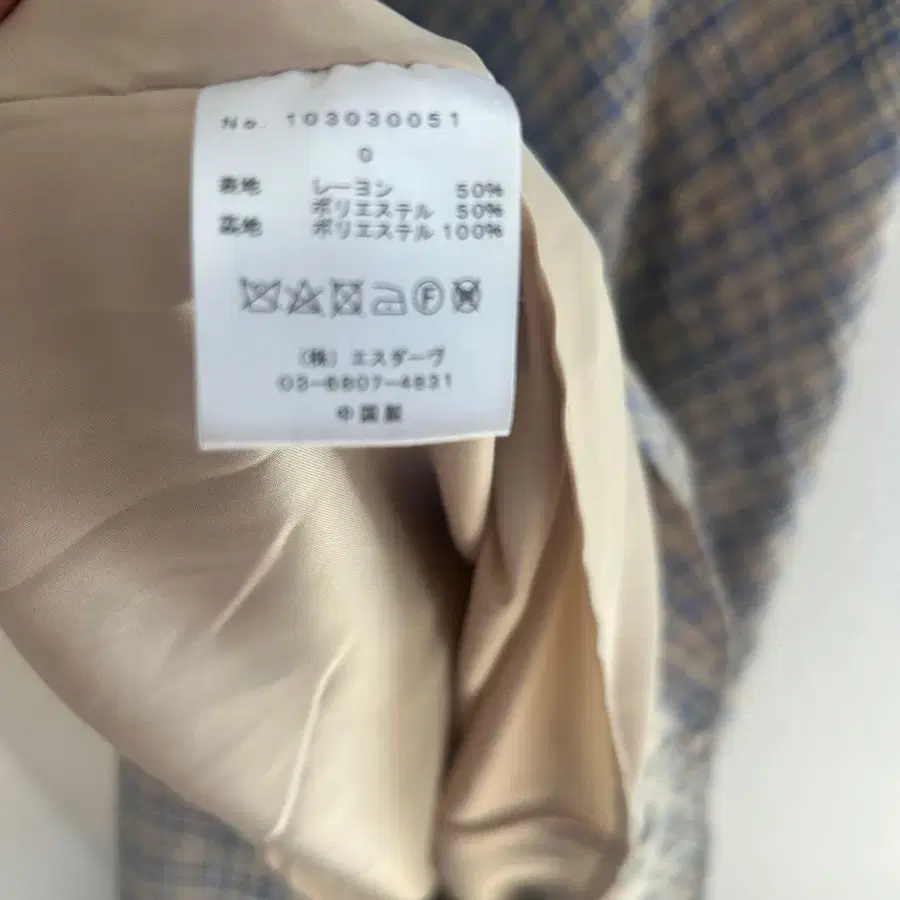 No. 103030051
0
表地 レーヨン 50%
ポリエステル 50%
裏地 ポリエステル 100%
F
(株) エスダーヴ
03-6807-4831
中国製